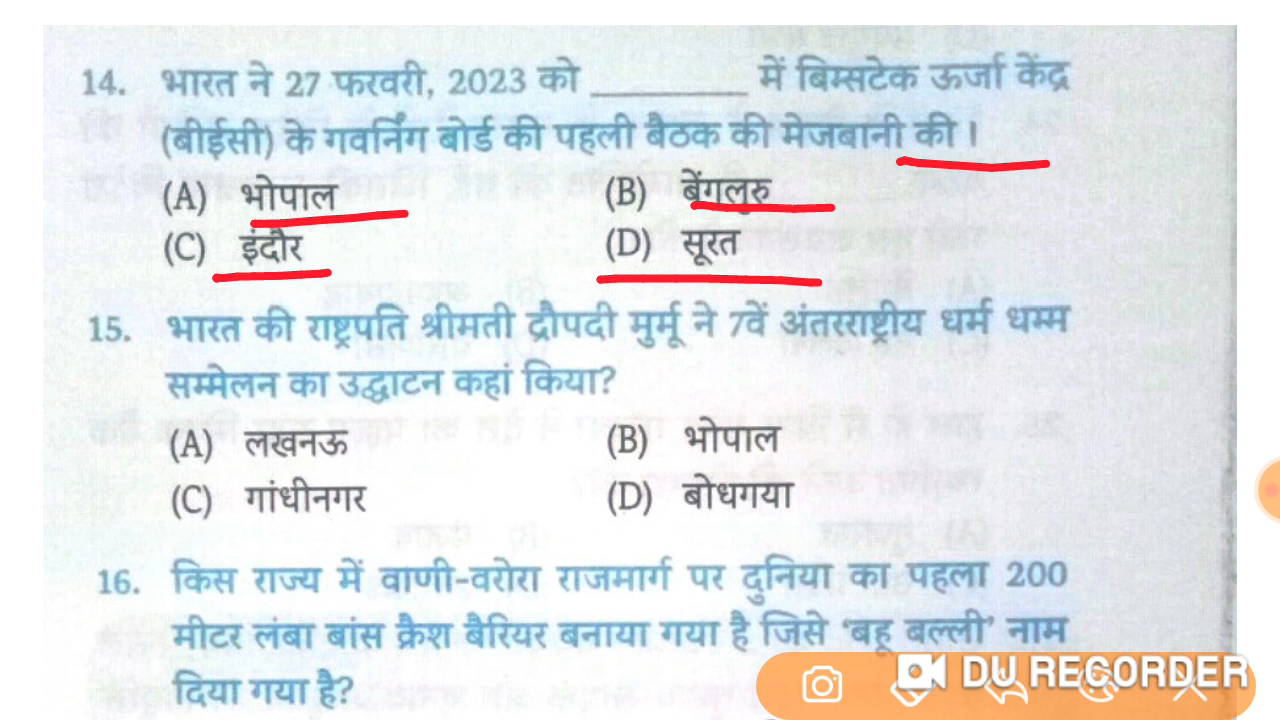 14. भारत ने 27 फरवरी, 2023 को ________ में बिम्सटेक ऊर्जा केंद्र
(बीईसी) के गवर्निंग बोर्ड की पहली बैठक की मेजबानी की।
(A) भोपाल (B) बेंगलुरु
(C) इंदौर (D) सूरत
15. भारत की राष्ट्रपति श्रीमती द्रौपदी मुर्मू ने 7वें अंतरराष्ट्रीय धर्म धम्म
सम्मेलन का उद्घाटन कहां किया?
(A) लखनऊ (B) भोपाल
(C) गांधीनगर (D) बोधगया
16. किस राज्य में वाणी-वरोरा राजमार्ग पर दुनिया का पहला 200
मीटर लंबा बांस क्रैश बैरियर बनाया गया है जिसे ‘बहू बल्ली’ नाम
दिया गया है?
DU RECORDER